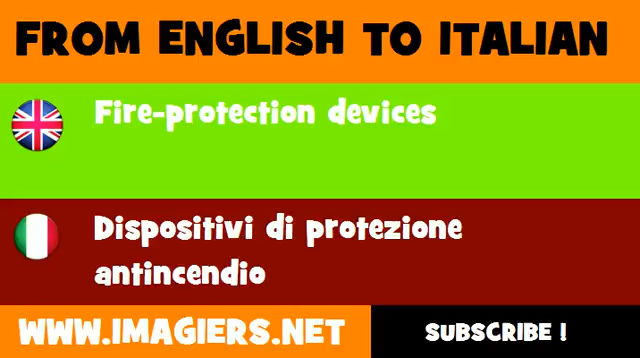 FROM ENGLISH TO ITALIAN
Fire-protection devices
Dispositivi di protezione
antincendio
WWW.IMAGIERS.NET
SUBSCRIBE !